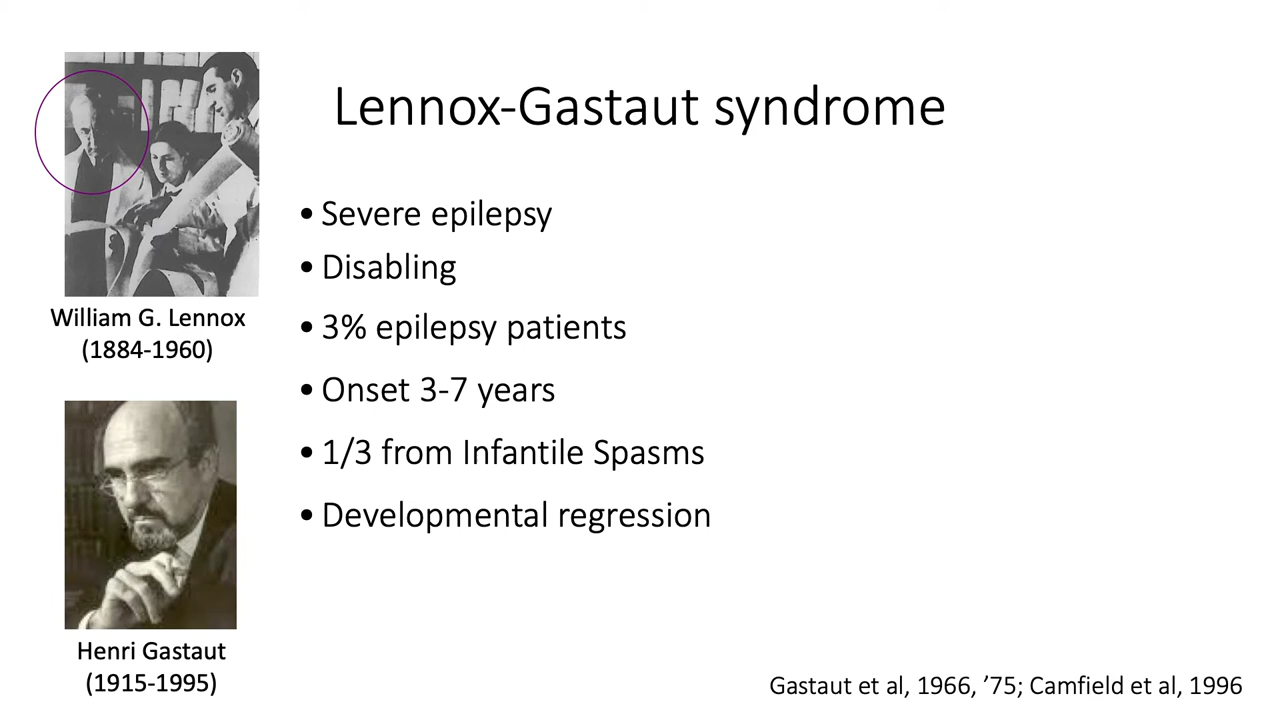 Lennox-Gastaut syndrome
• Severe epilepsy
• Disabling
• 3% epilepsy patients
• Onset 3-7 years
• 1/3 from Infantile Spasms
• Developmental regression
William G. Lennox
(1884-1960)
Henri Gastaut
(1915-1995)
Gastaut et al, 1966, ’75; Camfield et al, 1996